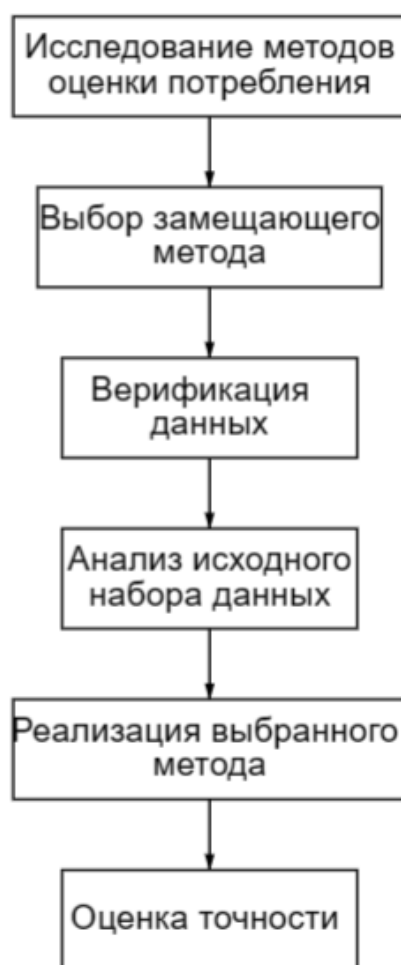 Исследование методов
оценки потребления
Выбор замещающего
метода
Верификация
данных
Анализ исходного
набора данных
Реализация выбранного
метода
Оценка точности